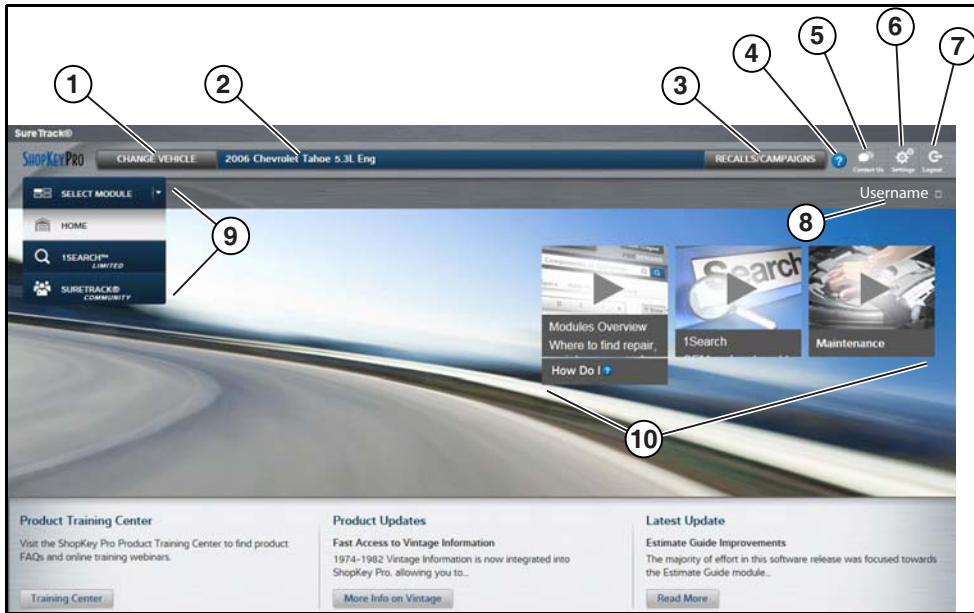 4
5
6
7
1
2
3
SureTrack®
SHOPKEYPRO
CHANGE VEHICLE
2006 Chevrolet Tahoe 5.3L Eng
RECALLS/CAMPAIGNS
?
Contact Us
Settings
Logout
SELECT MODULE
Username
8
HOME
9
1SEARCH™
LIMITED
SURETRACK®
COMMUNITY
Search
Modules Overview
Where to find repair,
How Do I ?
1Search
Maintenance
10
Product Training Center
Visit the ShopKey Pro Product Training Center to find product
FAQs and online training webinars.
Training Center
Product Updates
Fast Access to Vintage Information
1974-1982 Vintage Information is now integrated into
ShopKey Pro, allowing you to...
More Info on Vintage
Latest Update
Estimate Guide Improvements
The majority of effort in this software release was focused towards
the Estimate Guide module...
Read More